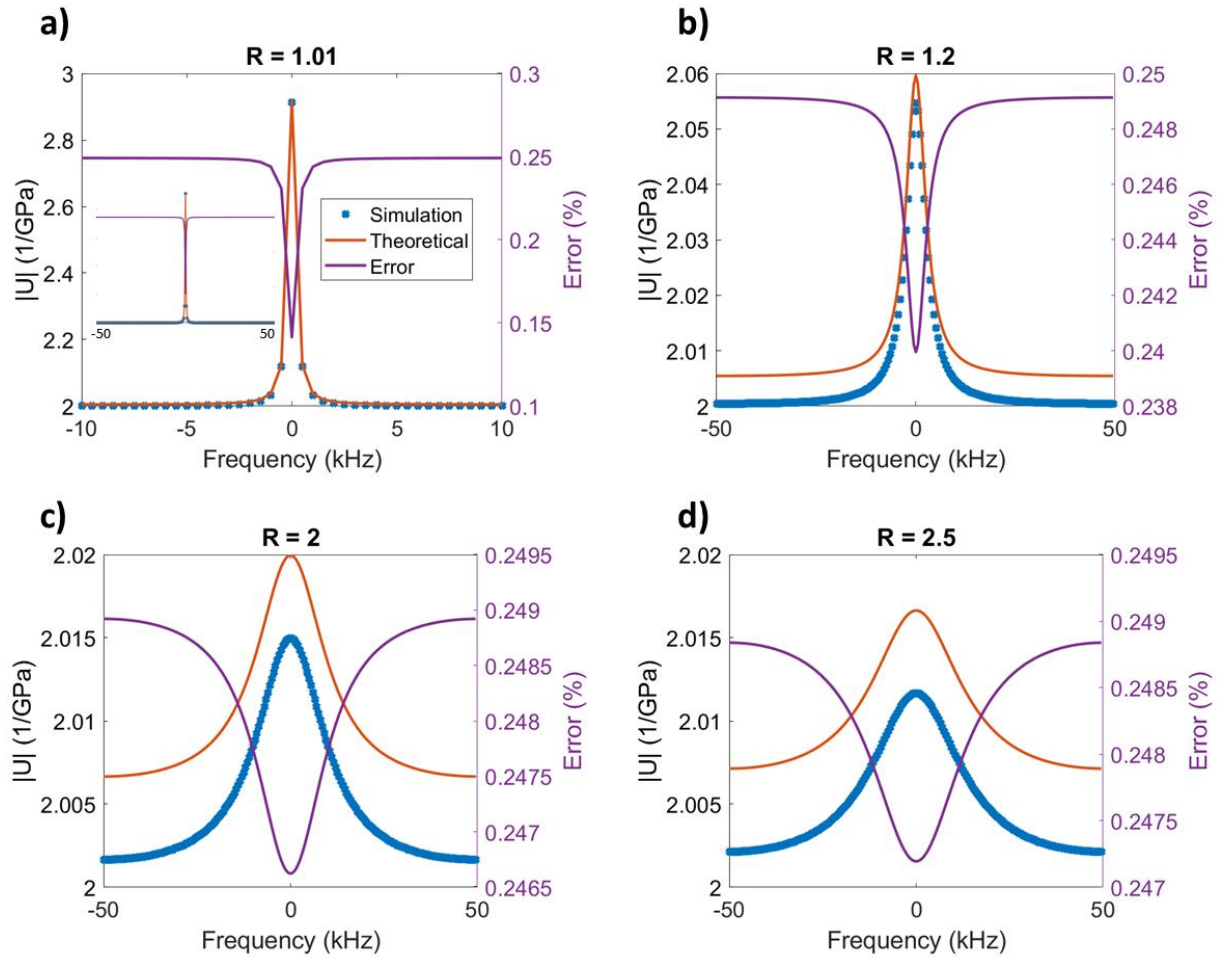 a)
R = 1.01
3
2.8
2.6
2.4
2.2
2
0.3
0.25
0.2
0.15
0.1
-10
-5
0
5
10
|U| (1/GPa)
Error (%)
Frequency (kHz)
Simulation
Theoretical
Error
-50
50
b)
R = 1.2
2.06
2.05
2.04
2.03
2.02
2.01
2
0.25
0.248
0.246
0.244
0.242
0.24
0.238
-50
0
50
|U| (1/GPa)
Error (%)
Frequency (kHz)
c)
R = 2
2.02
2.015
2.01
2.005
2
0.2495
0.249
0.2485
0.248
0.2475
0.247
0.2465
-50
0
50
|U| (1/GPa)
Error (%)
Frequency (kHz)
d)
R = 2.5
2.02
2.015
2.01
2.005
2
0.2495
0.249
0.2485
0.248
0.2475
0.247
-50
0
50
|U| (1/GPa)
Error (%)
Frequency (kHz)